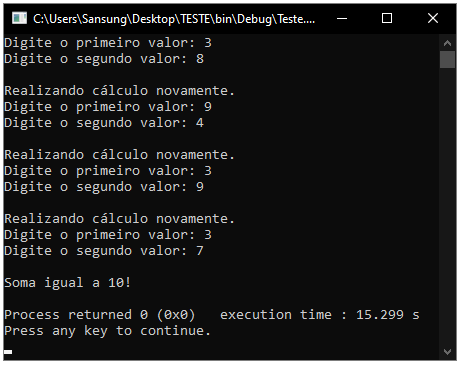 C:\Users\Sansung\Desktop\TESTE\bin\Debug\Teste....
Digite o primeiro valor: 3
Digite o segundo valor: 8
Realizando cálculo novamente.
Digite o primeiro valor: 9
Digite o segundo valor: 4
Realizando cálculo novamente.
Digite o primeiro valor: 3
Digite o segundo valor: 9
Realizando cálculo novamente.
Digite o primeiro valor: 3
Digite o segundo valor: 7
Soma igual a 10!
Process returned 0 (0x0)   execution time : 15.299 s
Press any key to continue.